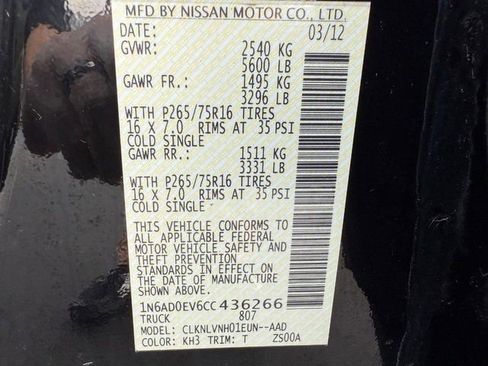 MFD BY NISSAN MOTOR CO., LTD.
DATE: 03/12
GVWR: 2540 KG
5600 LB
GAWR FR.: 1495 KG
3296 LB
WITH P265/75R16 TIRES
16 X 7.0 RIMS AT 35 PSI
COLD SINGLE
GAWR RR.: 1511 KG
3331 LB
WITH P265/75R16 TIRES
16 X 7.0 RIMS AT 35 PSI
COLD SINGLE
THIS VEHICLE CONFORMS TO
ALL APPLICABLE FEDERAL
MOTOR VEHICLE SAFETY AND
THEFT PREVENTION
STANDARDS IN EFFECT ON
THE DATE OF MANUFACTURE
1N6AD0EV6CC436266
TRUCK 807
MODEL: CLKNLVNH01EUN--AAD
COLOR: KH3 TRIM: T ZS00A